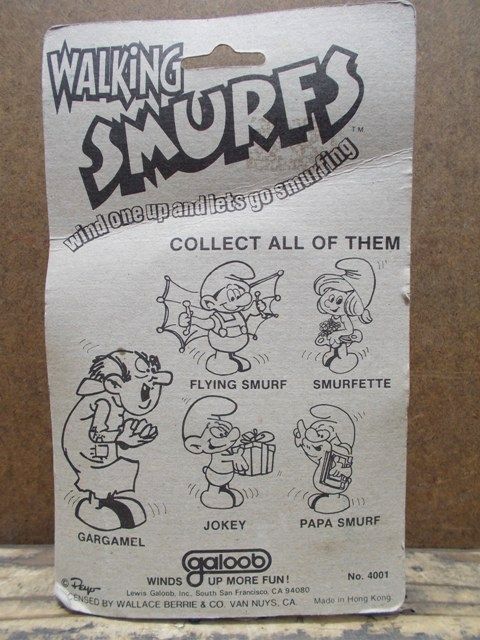 WALKiNG
SMURFS TM
wind one up and lets go smurfing
COLLECT ALL OF THEM
FLYING SMURF SMURFETTE
GARGAMEL JOKEY PAPA SMURF
galoob
WINDS UP MORE FUN!
No. 4001
© Peyo
Lewis Galoob, Inc. South San Francisco, CA 94080
ENSED BY WALLACE BERRIE & CO. VAN NUYS, CA. Made in Hong Kong